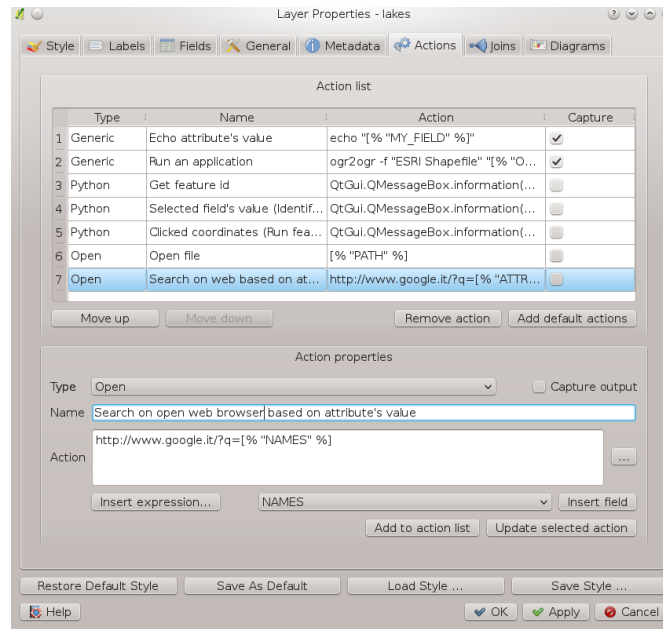 Layer Properties - lakes
Style Labels Fields General Metadata Actions Joins Diagrams
Action list
Type Name Action Capture
1 Generic Echo attribute's value echo "[% "MY_FIELD" %]"
2 Generic Run an application ogr2ogr -f "ESRI Shapefile" "[% "O...
3 Python Get feature id QtGui.QMessageBox.information(...
4 Python Selected field's value (Identif... QtGui.QMessageBox.information(...
5 Python Clicked coordinates (Run fea... QtGui.QMessageBox.information(...
6 Open Open file [% "PATH" %]
7 Open Search on web based on at... http://www.google.it/?q=[% "ATTR...
Move up Move down Remove action Add default actions
Action properties
Type Open Capture output
Name Search on open web browser based on attribute's value
Action http://www.google.it/?q=[% "NAMES" %]
...
Insert expression... NAMES Insert field
Add to action list Update selected action
Restore Default Style Save As Default Load Style ... Save Style ...
Help OK Apply Cancel